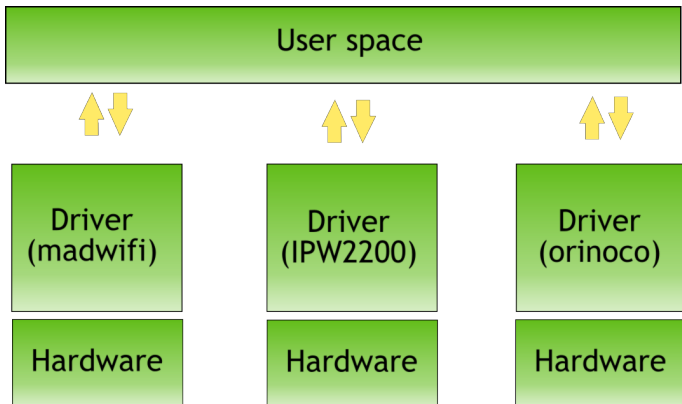 User space
Driver
(madwifi)
Driver
(IPW2200)
Driver
(orinoco)
Hardware
Hardware
Hardware